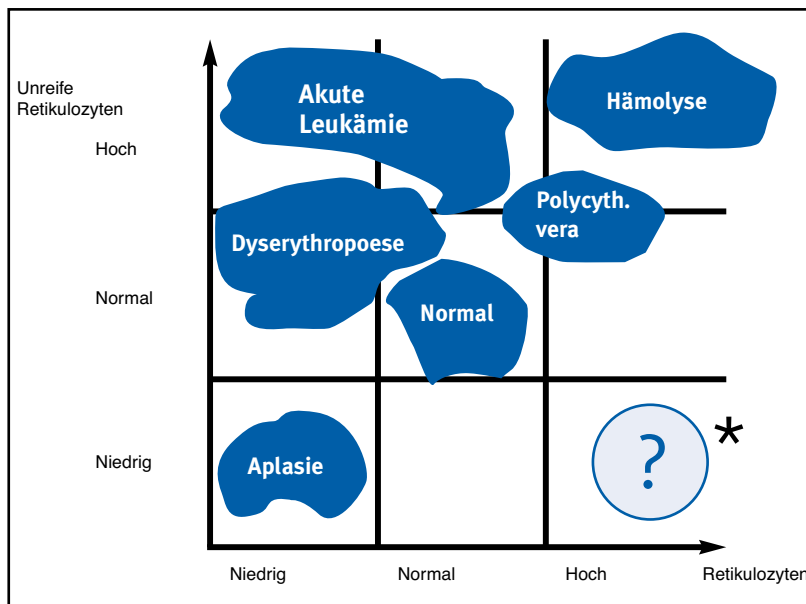 Unreife
Retikulozyten
Hoch
Akute
Leukämie
Hämolyse
Polycyth.
vera
Dyserythropoese
Normal
Normal
Niedrig
Aplasie
?
*
Niedrig
Normal
Hoch
Retikulozyten